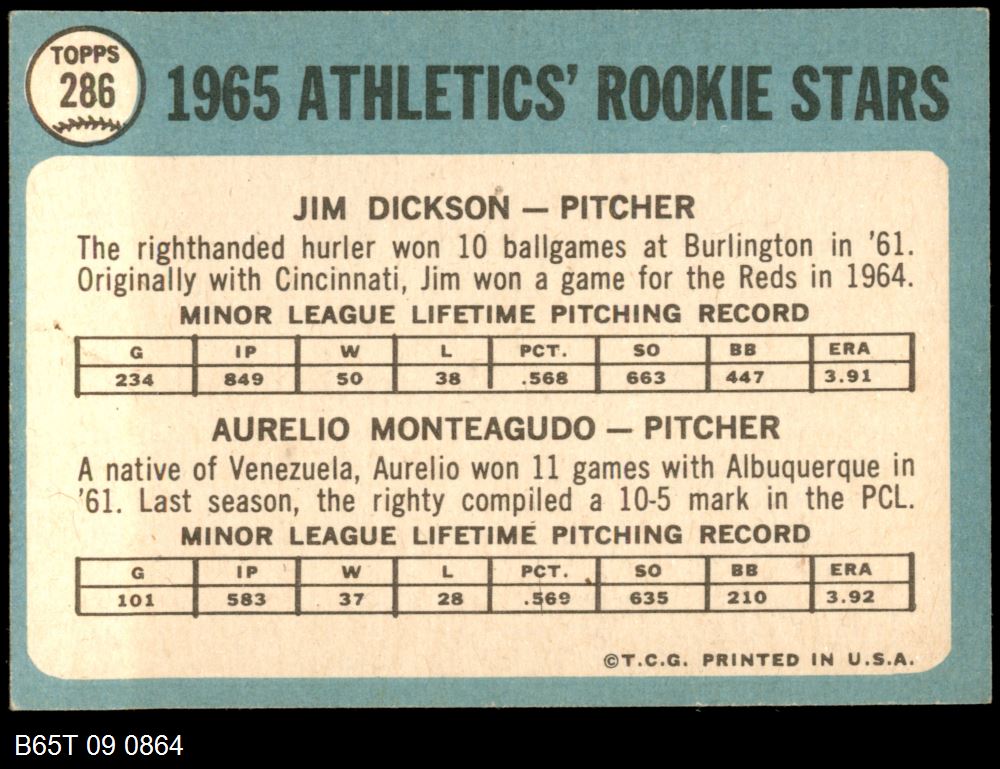 TOPPS
286
1965 ATHLETICS' ROOKIE STARS
JIM DICKSON — PITCHER
The righthanded hurler won 10 ballgames at Burlington in '61.
Originally with Cincinnati, Jim won a game for the Reds in 1964.
MINOR LEAGUE LIFETIME PITCHING RECORD
G IP W L PCT. SO BB ERA
234 849 50 38 .568 663 447 3.91
AURELIO MONTEAGUDO — PITCHER
A native of Venezuela, Aurelio won 11 games with Albuquerque in
'61. Last season, the righty compiled a 10-5 mark in the PCL.
MINOR LEAGUE LIFETIME PITCHING RECORD
G IP W L PCT. SO BB ERA
101 583 37 28 .569 635 210 3.92
©T.C.G. PRINTED IN U.S.A.
B65T 09 0864